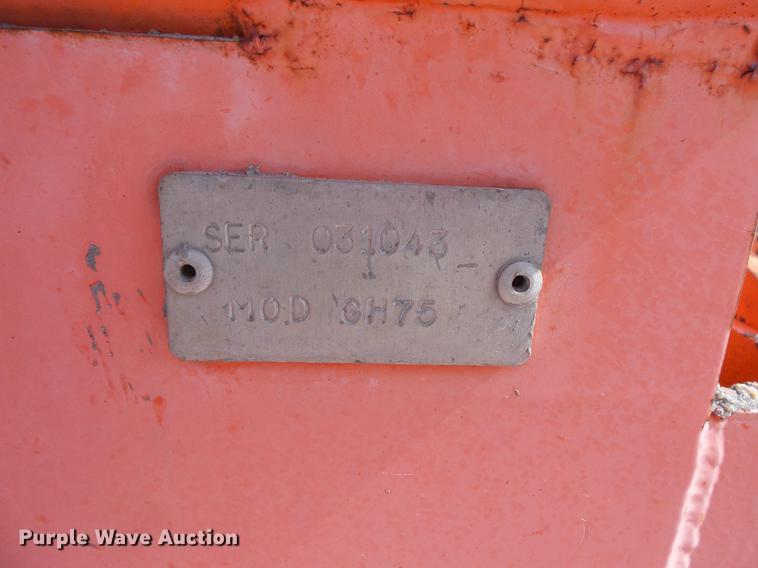 SER 031043
MOD GH75
Purple Wave Auction